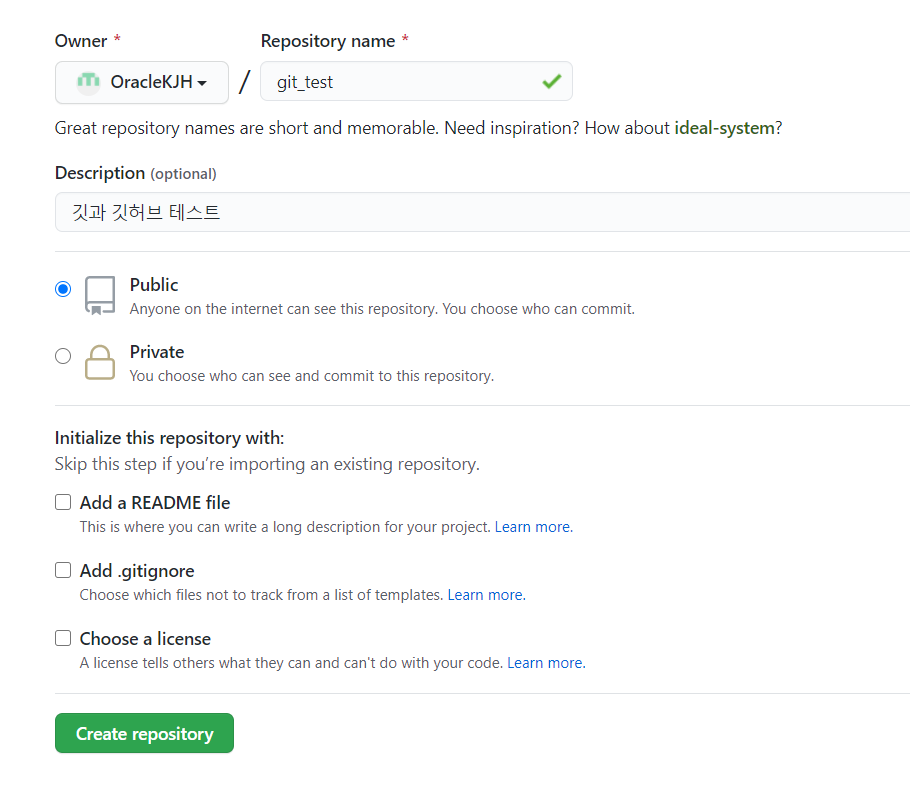 Owner * Repository name *
OracleKJH / git_test
Great repository names are short and memorable. Need inspiration? How about ideal-system?
Description (optional)
깃과 깃허브 테스트
Public
Anyone on the internet can see this repository. You choose who can commit.
Private
You choose who can see and commit to this repository.
Initialize this repository with:
Skip this step if you’re importing an existing repository.
Add a README file
This is where you can write a long description for your project. Learn more.
Add .gitignore
Choose which files not to track from a list of templates. Learn more.
Choose a license
A license tells others what they can and can't do with your code. Learn more.
Create repository